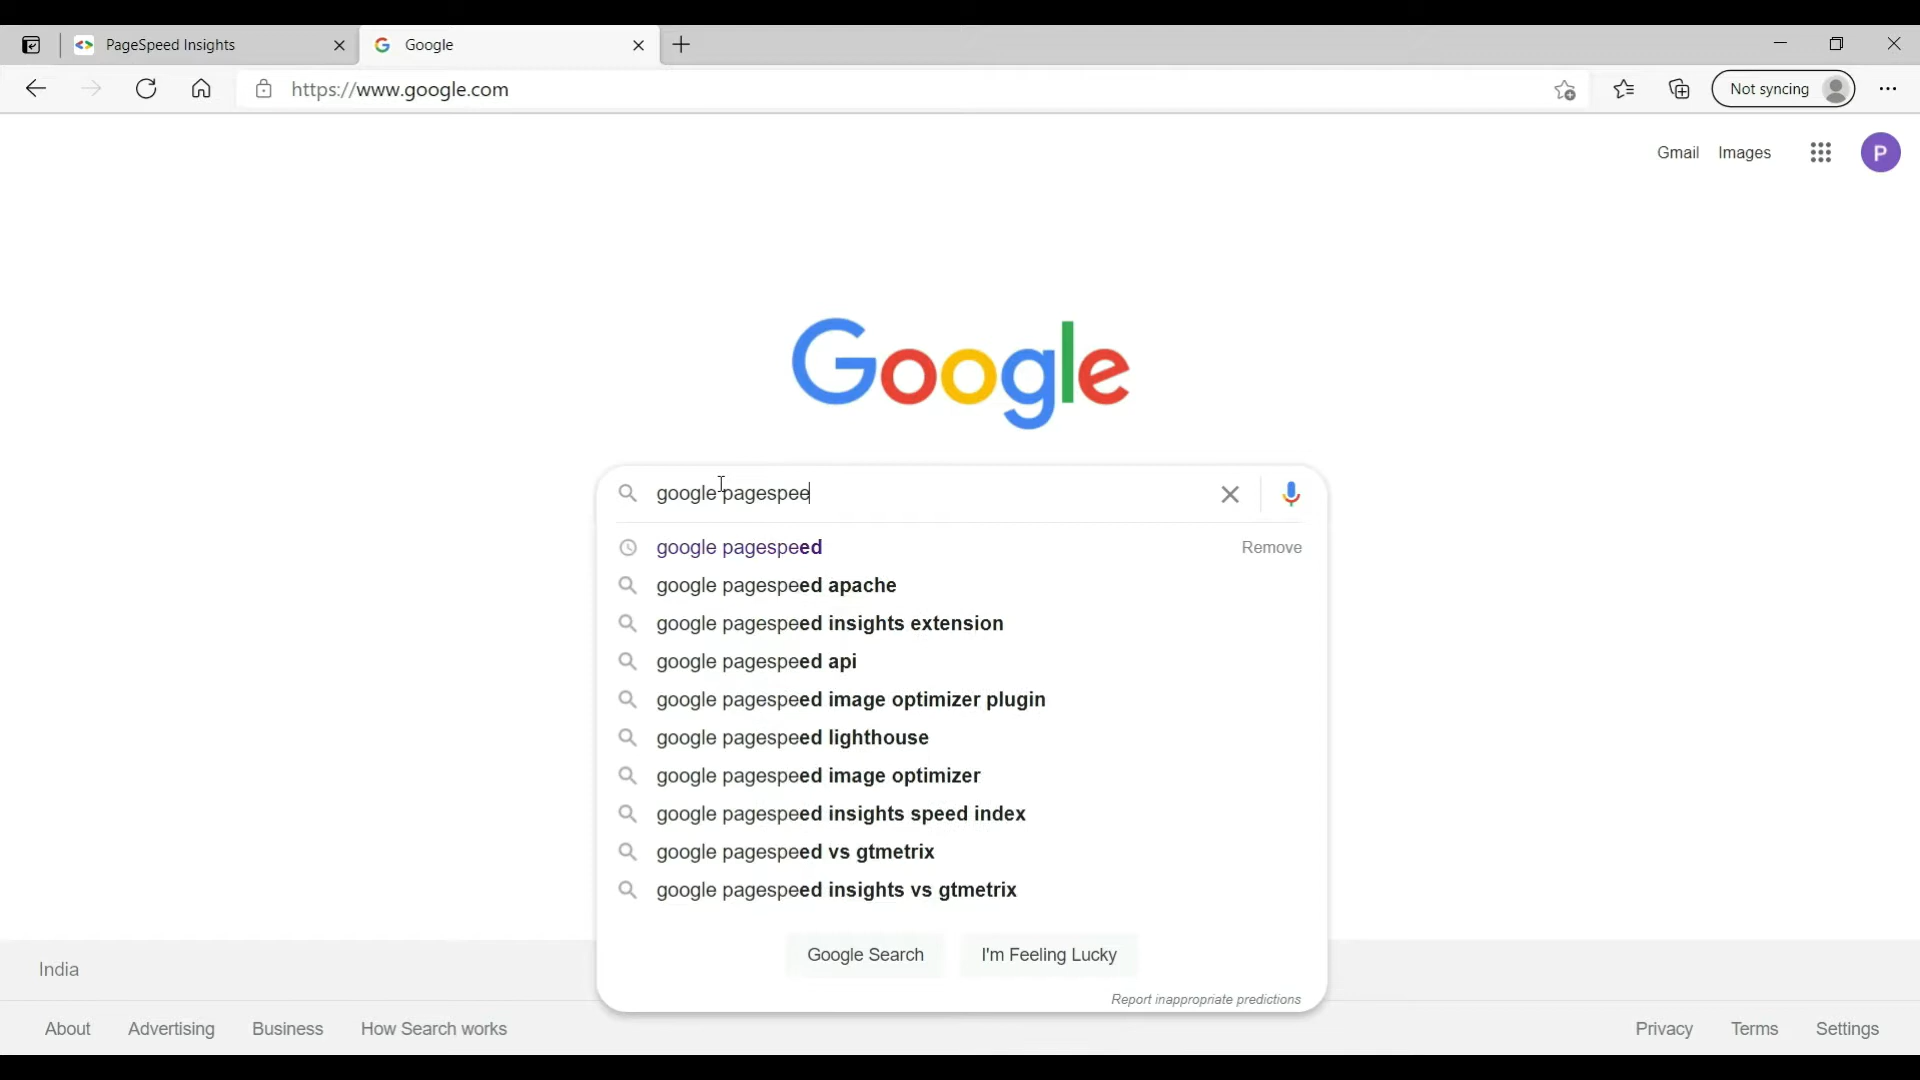 PageSpeed Insights
Google
https://www.google.com
Not syncing
Gmail Images
P
Google
google pagespee
google pagespeed Remove
google pagespeed apache
google pagespeed insights extension
google pagespeed api
google pagespeed image optimizer plugin
google pagespeed lighthouse
google pagespeed image optimizer
google pagespeed insights speed index
google pagespeed vs gtmetrix
google pagespeed insights vs gtmetrix
Google Search I'm Feeling Lucky
Report inappropriate predictions
India
About Advertising Business How Search works Privacy Terms Settings